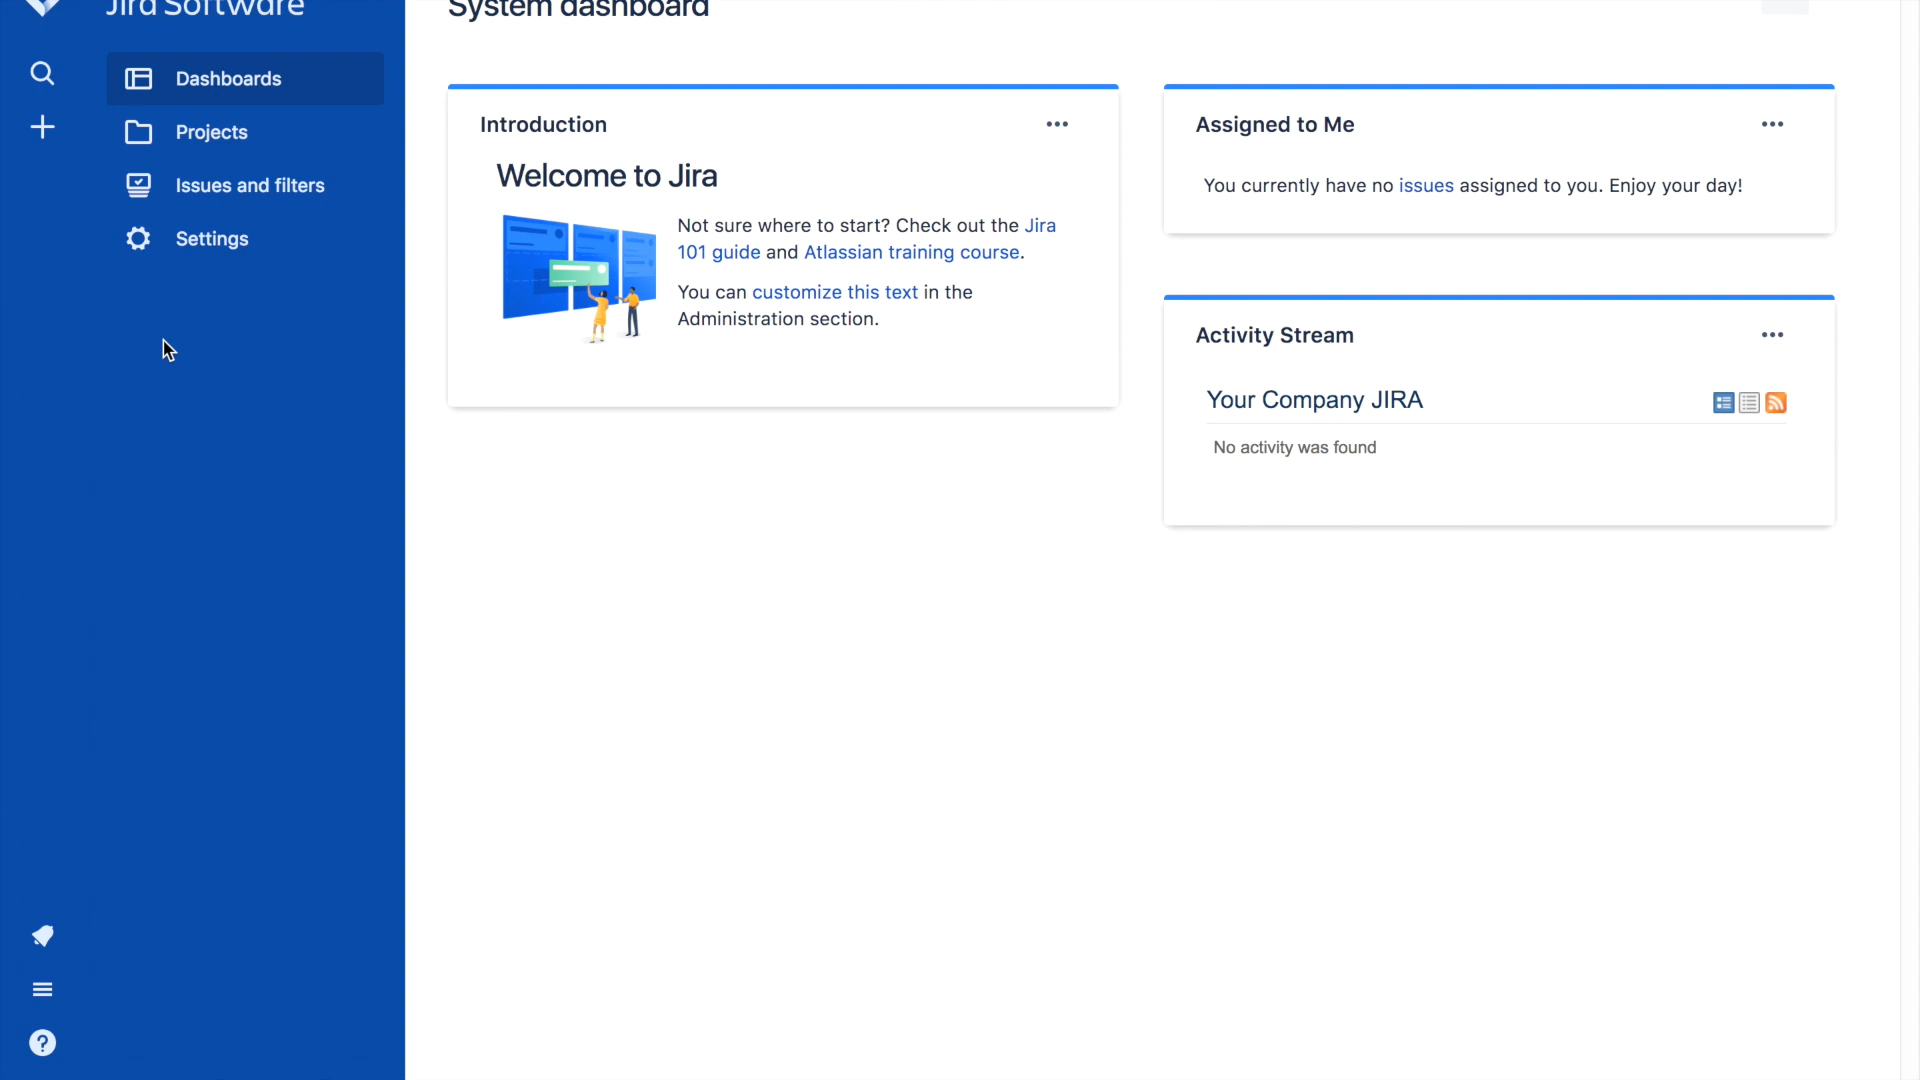 Jira Software
Dashboards
Projects
Issues and filters
Settings
System dashboard
Introduction
Welcome to Jira
Not sure where to start? Check out the Jira
101 guide and Atlassian training course.
You can customize this text in the
Administration section.
Assigned to Me
You currently have no issues assigned to you. Enjoy your day!
Activity Stream
Your Company JIRA
No activity was found